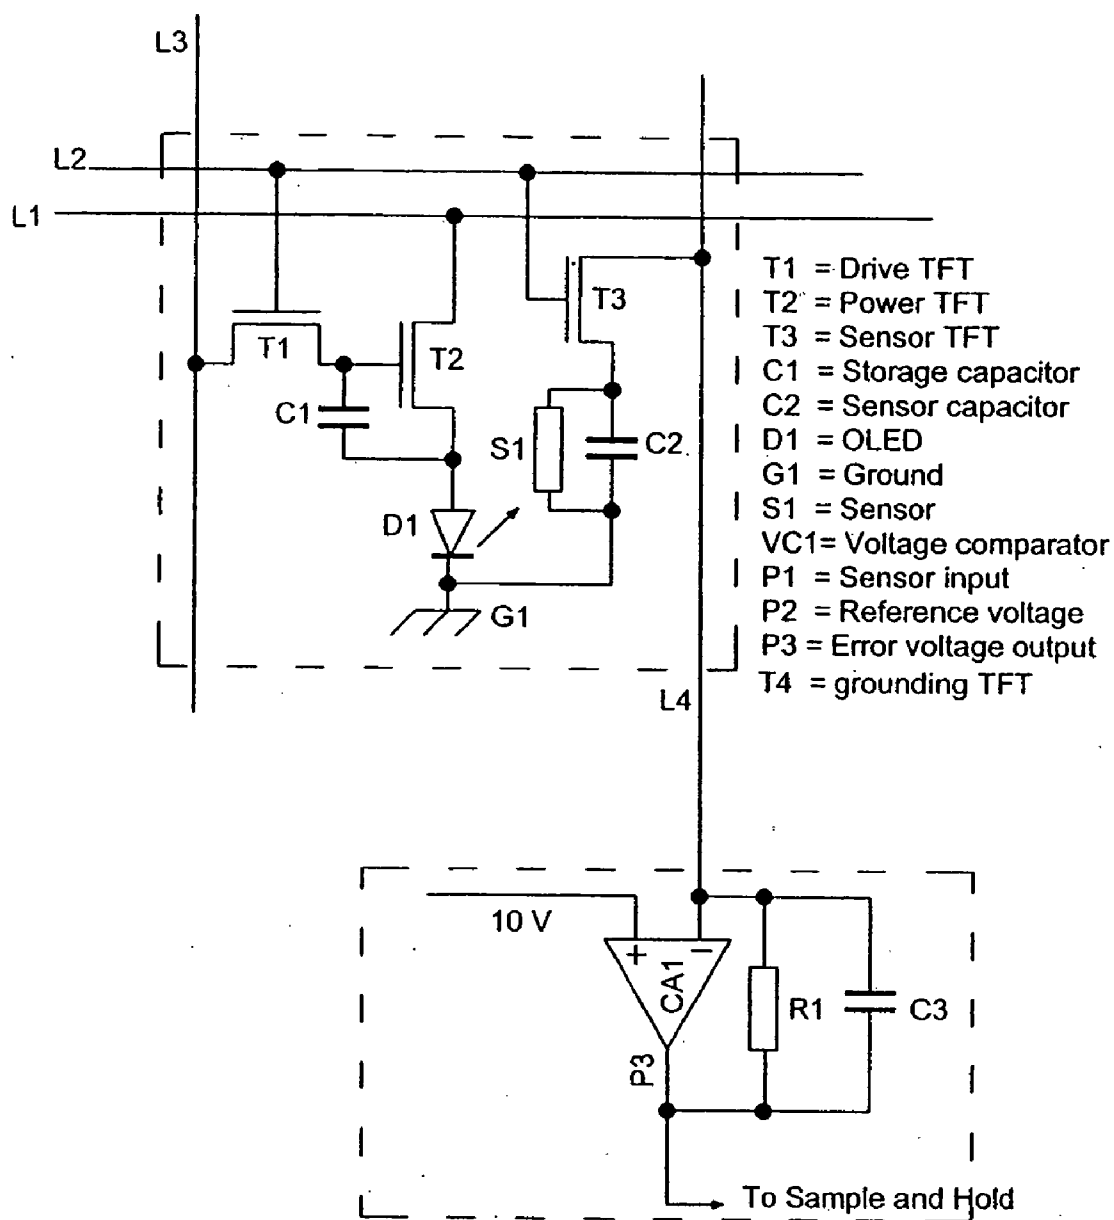 L3
L2
L1
T1
T2
T3
C1
S1
C2
D1
G1
T1 = Drive TFT
T2 = Power TFT
T3 = Sensor TFT
C1 = Storage capacitor
C2 = Sensor capacitor
D1 = OLED
G1 = Ground
S1 = Sensor
VC1= Voltage comparator
P1 = Sensor input
P2 = Reference voltage
P3 = Error voltage output
T4 = grounding TFT
L4
10 V
+
−
CA1
R1
C3
P3
To Sample and Hold